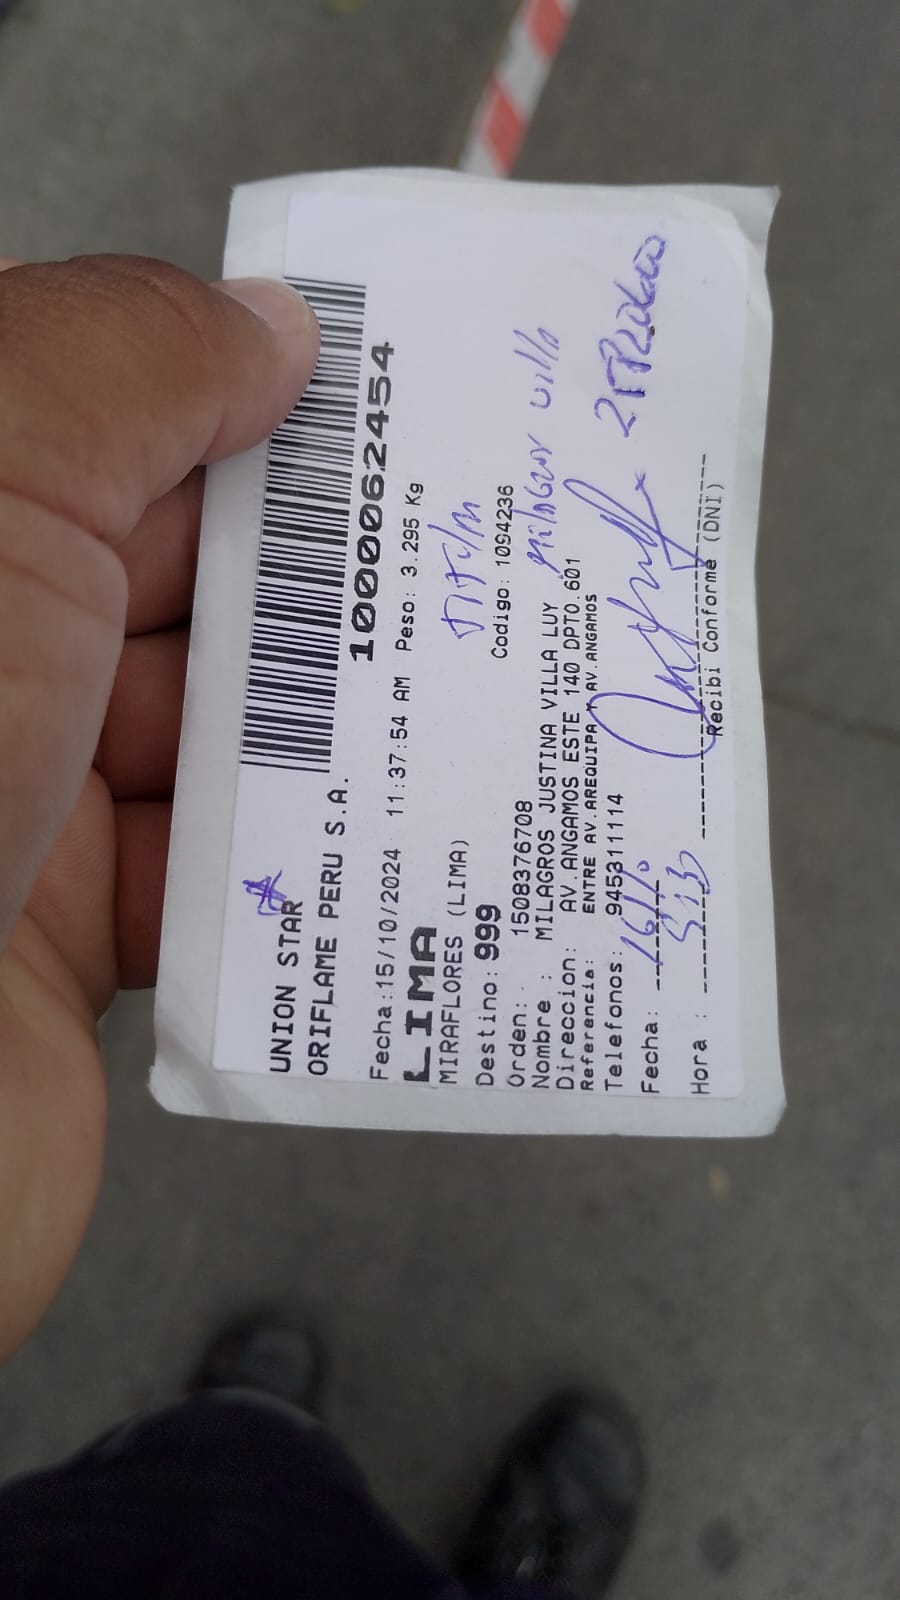 UNION STAR
ORIFLAME PERU S.A.
1000062454
Fecha:15/10/2024 11:37:54 AM Peso: 3.295 Kg
LIMA
MIRAFLORES (LIMA)
Destino: 999
Orden: 1508376708 Codigo: 1094236
Nombre : MILAGROS JUSTINA VILLA LUY
Direccion: AV.ANGAMOS ESTE 140 DPTO.601
Referencia: ENTRE AV.AREQUIPA Y AV.ANGAMOS
Telefonos: 945311114
villa
Fecha:
Hora :
Recibi Conforme (DNI)